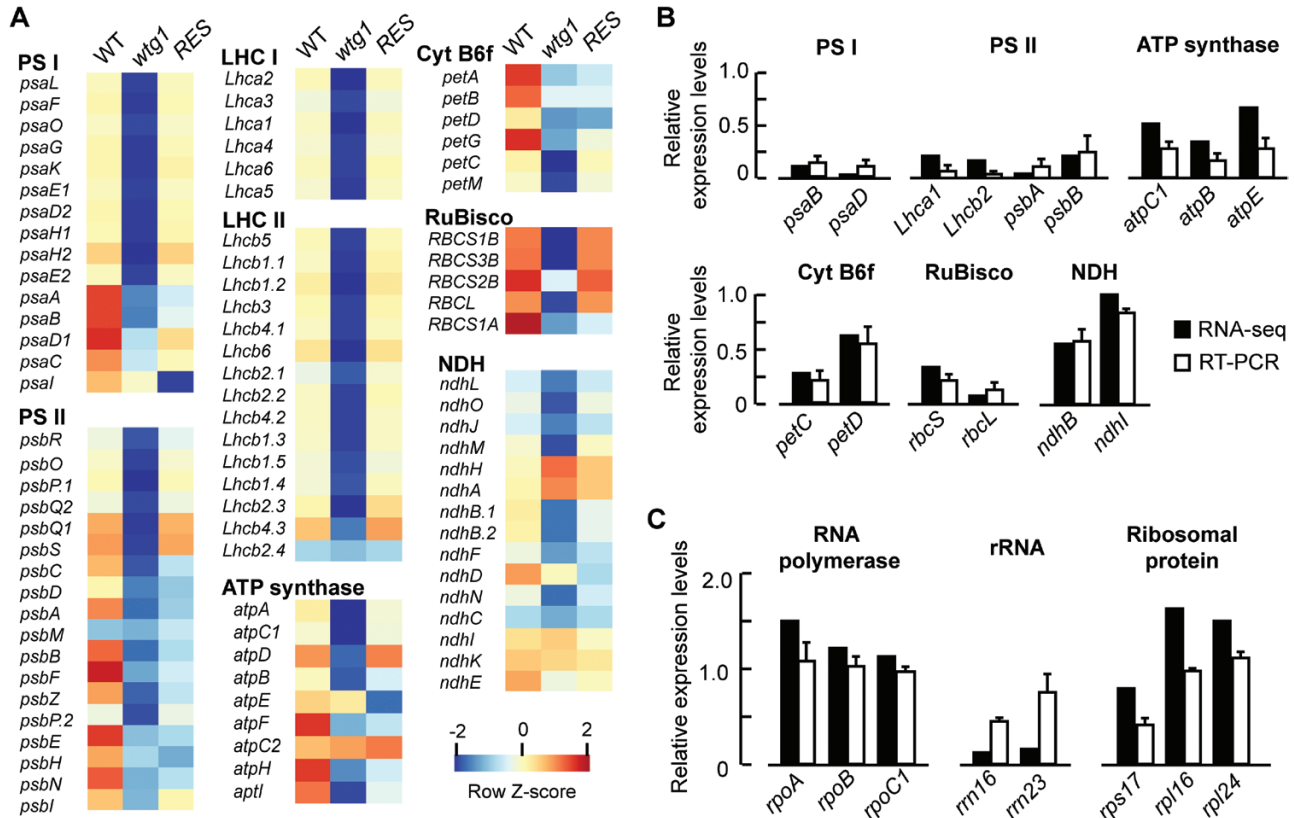 A
WT wtg1 RES
PS I
psaL
psaF
psaO
psaG
psaK
psaE1
psaD2
psaH1
psaH2
psaE2
psaA
psaB
psaD1
psaC
psaI
PS II
psbR
psbO
psbP.1
psbQ2
psbQ1
psbS
psbC
psbD
psbA
psbM
psbB
psbF
psbZ
psbP.2
psbE
psbH
psbN
psbI
WT wtg1 RES
LHC I
Lhca2
Lhca3
Lhca1
Lhca4
Lhca6
Lhca5
LHC II
Lhcb5
Lhcb1.1
Lhcb1.2
Lhcb3
Lhcb4.1
Lhcb6
Lhcb2.1
Lhcb2.2
Lhcb4.2
Lhcb1.3
Lhcb1.5
Lhcb1.4
Lhcb2.3
Lhcb4.3
Lhcb2.4
ATP synthase
atpA
atpC1
atpD
atpB
atpE
atpF
atpC2
atpH
aptI
WT wtg1 RES
Cyt B6f
petA
petB
petD
petG
petC
petM
RuBisco
RBCS1B
RBCS3B
RBCS2B
RBCL
RBCS1A
NDH
ndhL
ndhO
ndhJ
ndhM
ndhH
ndhA
ndhB.1
ndhB.2
ndhF
ndhD
ndhN
ndhC
ndhI
ndhK
ndhE
-2 0 2
Row Z-score
B
PS I PS II ATP synthase
Relative
expression levels
1.0
0.5
0
psaB psaD Lhca1 Lhcb2 psbA psbB atpC1 atpB atpE
Cyt B6f RuBisco NDH
Relative
expression levels
1.0
0.5
0
petC petD rbcS rbcL ndhB ndhI
RNA-seq
RT-PCR
C
RNA
polymerase
rRNA
Ribosomal
protein
Relative expression levels
2.0
1.0
0
rpoA rpoB rpoC1 rrn16 rrn23 rps17 rpl16 rpl24